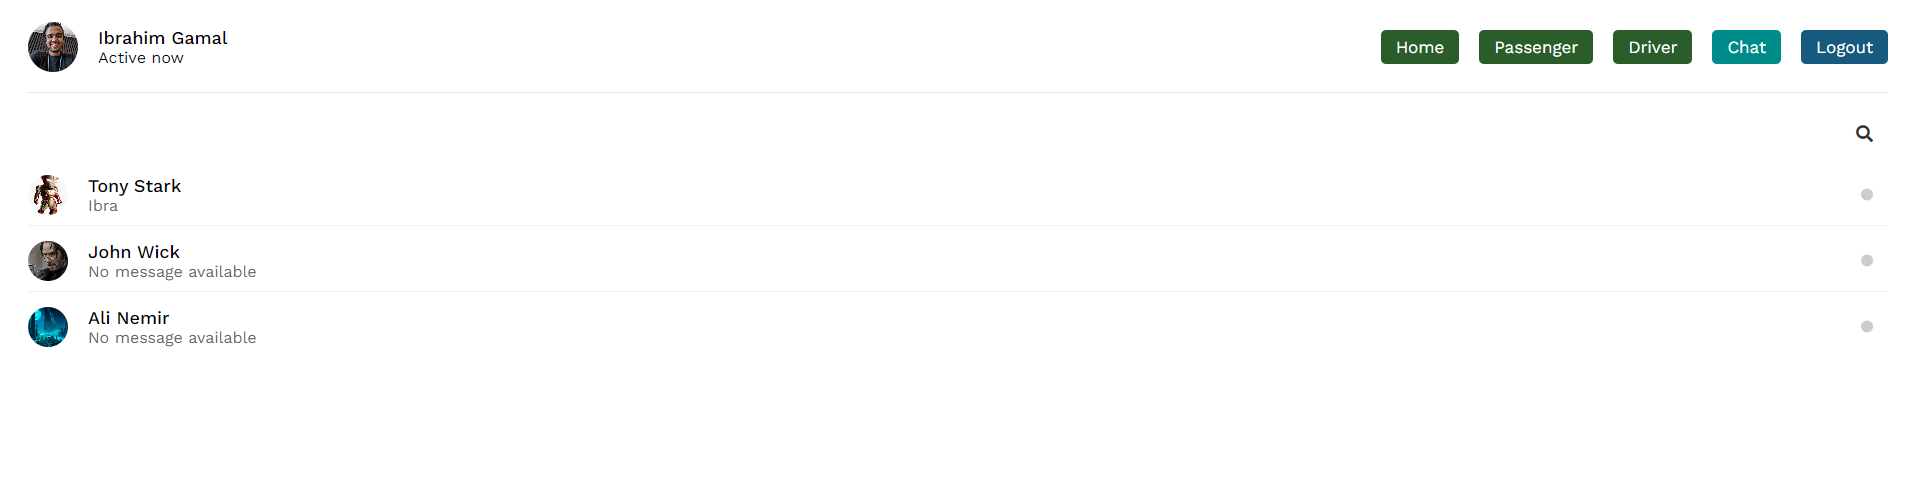 Ibrahim Gamal
Active now
Home
Passenger
Driver
Chat
Logout
Tony Stark
Ibra
John Wick
No message available
Ali Nemir
No message available